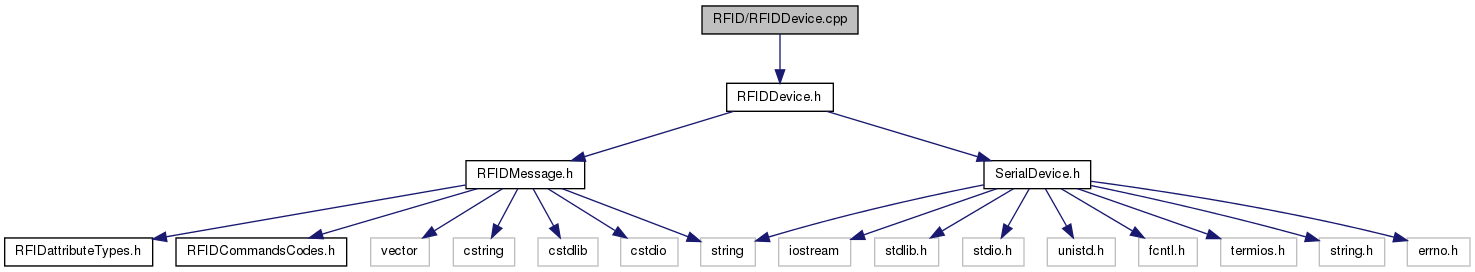 RFID/RFIDDevice.cpp
RFIDDevice.h
RFIDMessage.h
SerialDevice.h
RFIDattributeTypes.h
RFIDCommandsCodes.h
vector
cstring
cstdlib
cstdio
string
iostream
stdlib.h
stdio.h
unistd.h
fcntl.h
termios.h
string.h
errno.h